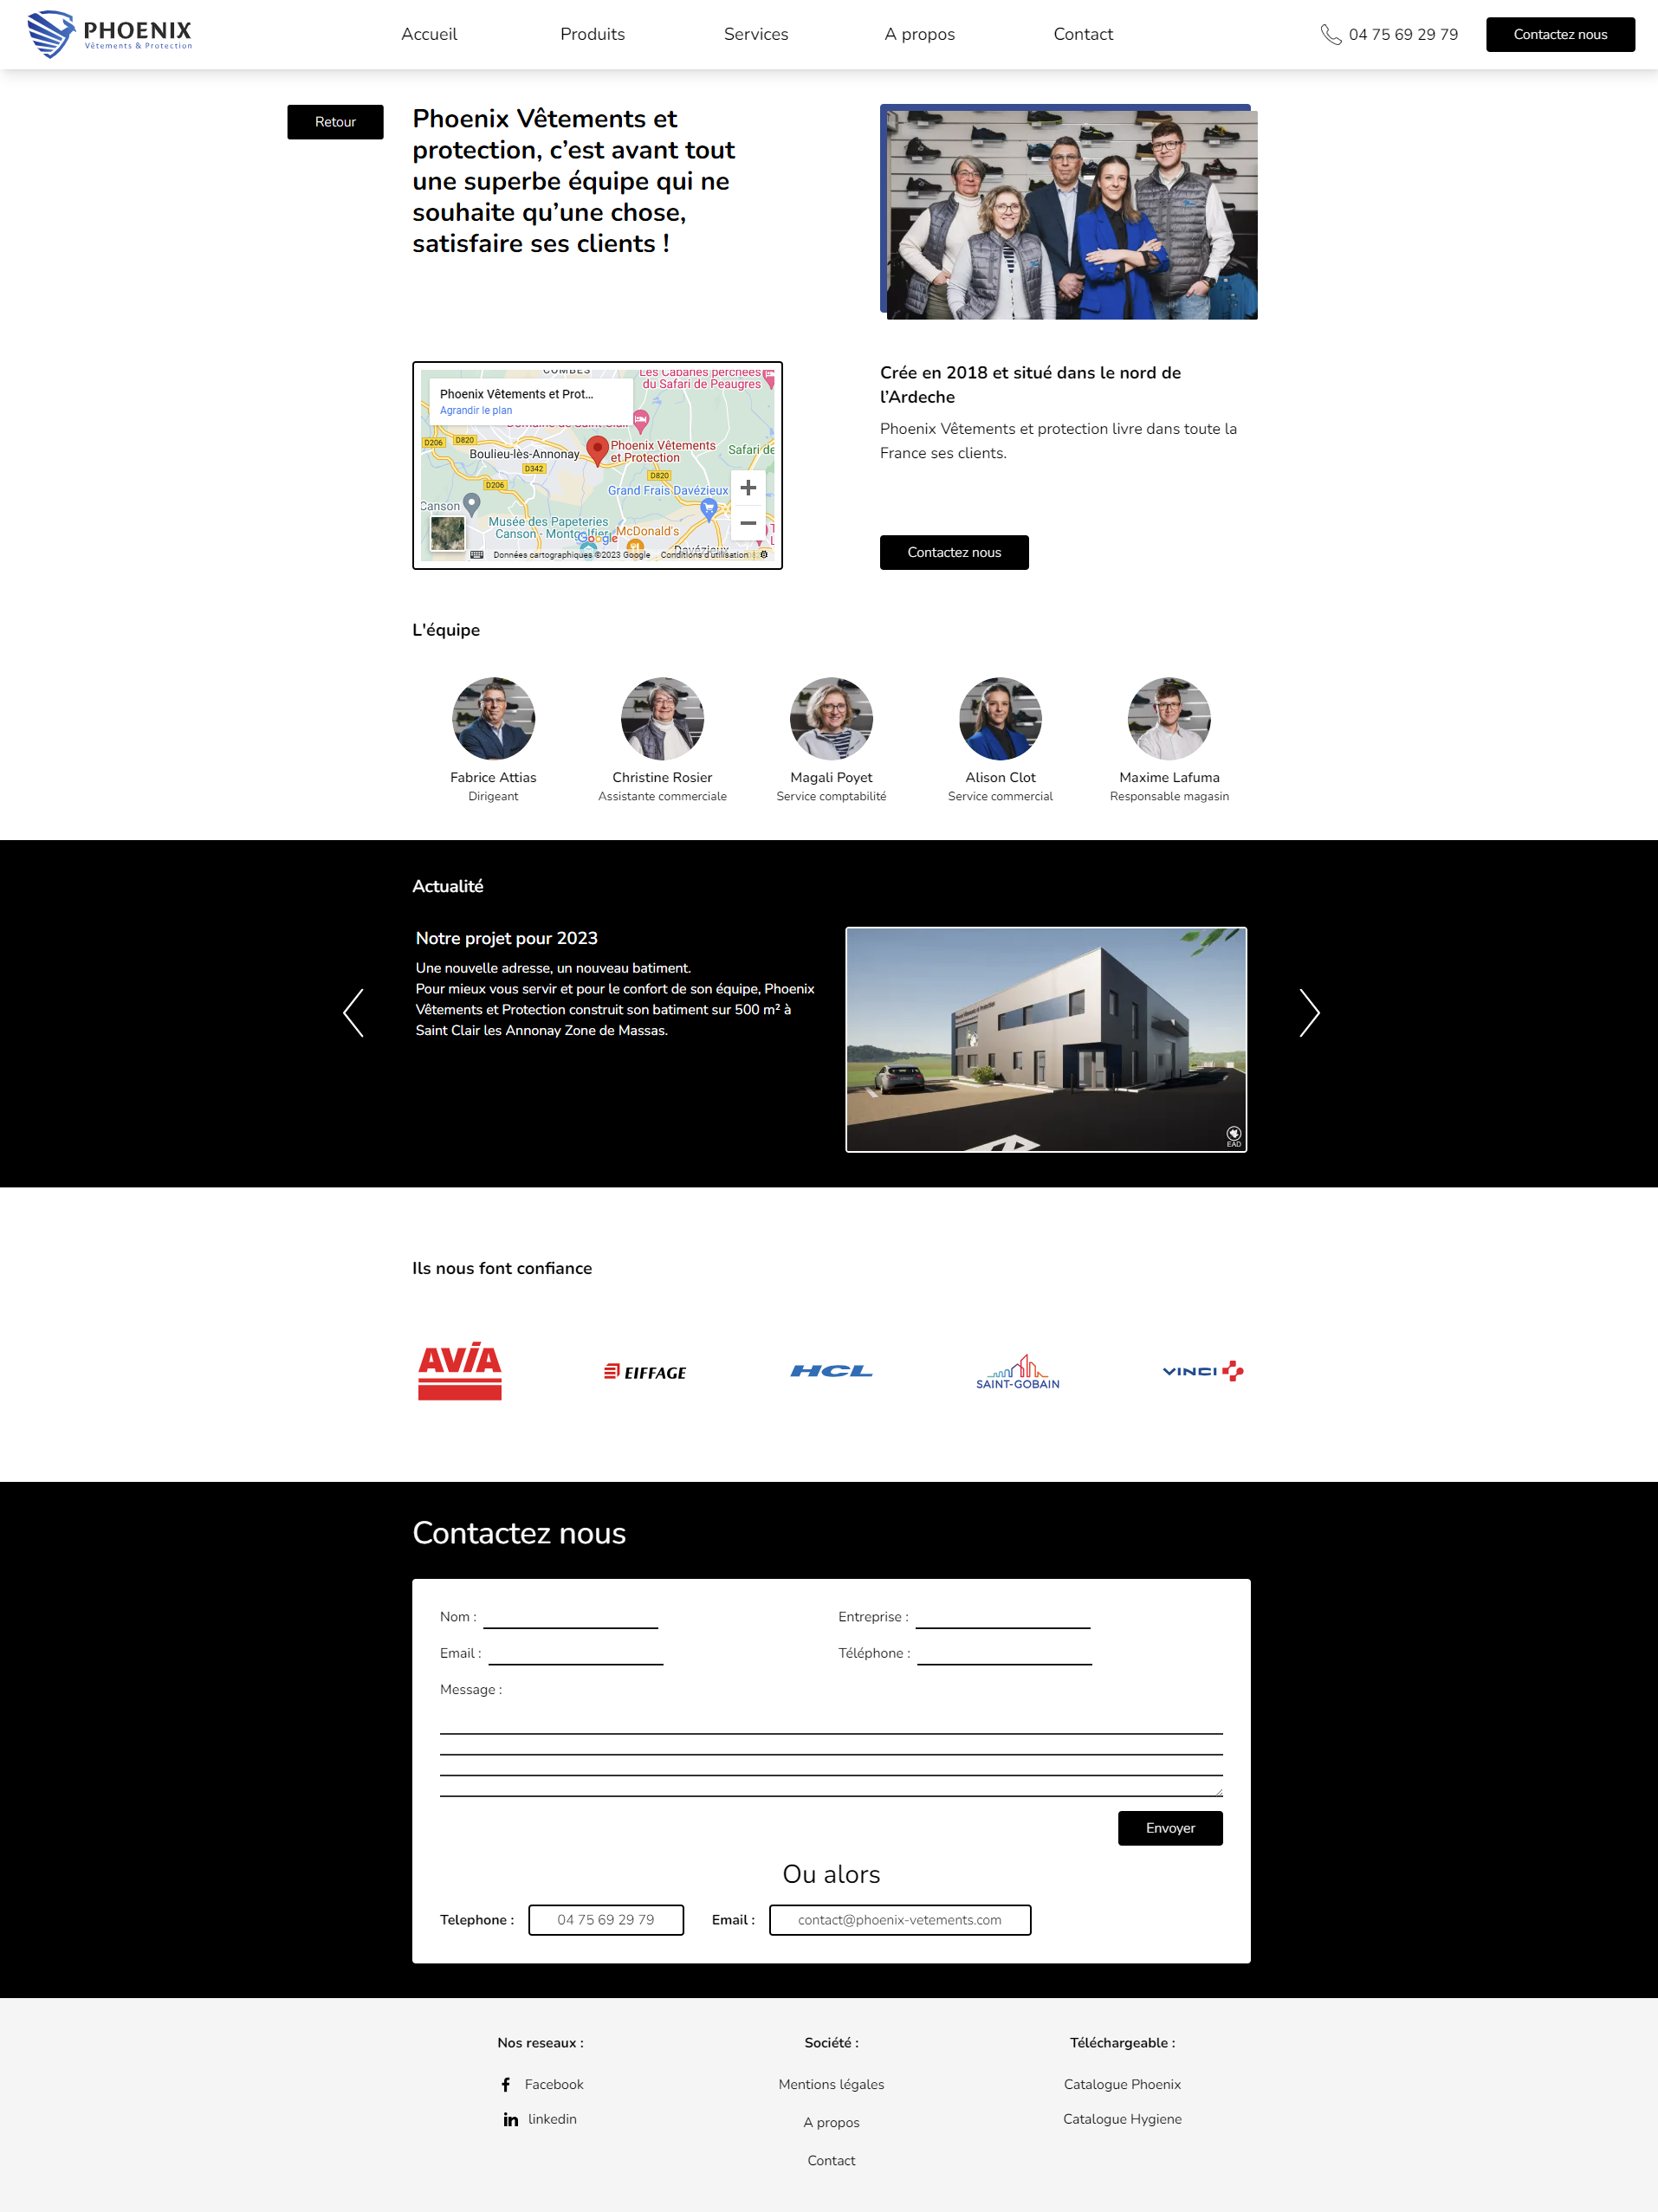 PHOENIX
Vêtements & Protection
Accueil
Produits
Services
A propos
Contact
04 75 69 29 79
Contactez nous
Retour
Phoenix Vêtements et
protection, c’est avant tout
une superbe équipe qui ne
souhaite qu’une chose,
satisfaire ses clients !
COMBES
Les Cabanes perchées
du Safari de Peaugres
Phoenix Vêtements et Prot...
Agrandir le plan
Domaine de Saint-Clair
D206
D820
Phoenix Vêtements
et Protection
Safari de
Boulieu-lès-Annonay
D342
D820
D206
Grand Frais Davézieux
Canson
Musée des Papeteries
Canson - Montgolfier
McDonald's
Google
Davézieux
Données cartographiques ©2023 Google
Conditions d'utilisation
Crée en 2018 et situé dans le nord de
l’Ardeche
Phoenix Vêtements et protection livre dans toute la
France ses clients.
Contactez nous
L'équipe
Fabrice Attias
Dirigeant
Christine Rosier
Assistante commerciale
Magali Poyet
Service comptabilité
Alison Clot
Service commercial
Maxime Lafuma
Responsable magasin
Actualité
Notre projet pour 2023
Une nouvelle adresse, un nouveau batiment.
Pour mieux vous servir et pour le confort de son équipe, Phoenix
Vêtements et Protection construit son batiment sur 500 m² à
Saint Clair les Annonay Zone de Massas.
EAD
Ils nous font confiance
AVIA
EIFFAGE
HCL
SAINT-GOBAIN
VINCI
Contactez nous
Nom :
Entreprise :
Email :
Téléphone :
Message :
Envoyer
Ou alors
Telephone :
04 75 69 29 79
Email :
contact@phoenix-vetements.com
Nos reseaux :
Facebook
linkedin
Société :
Mentions légales
A propos
Contact
Téléchargeable :
Catalogue Phoenix
Catalogue Hygiene